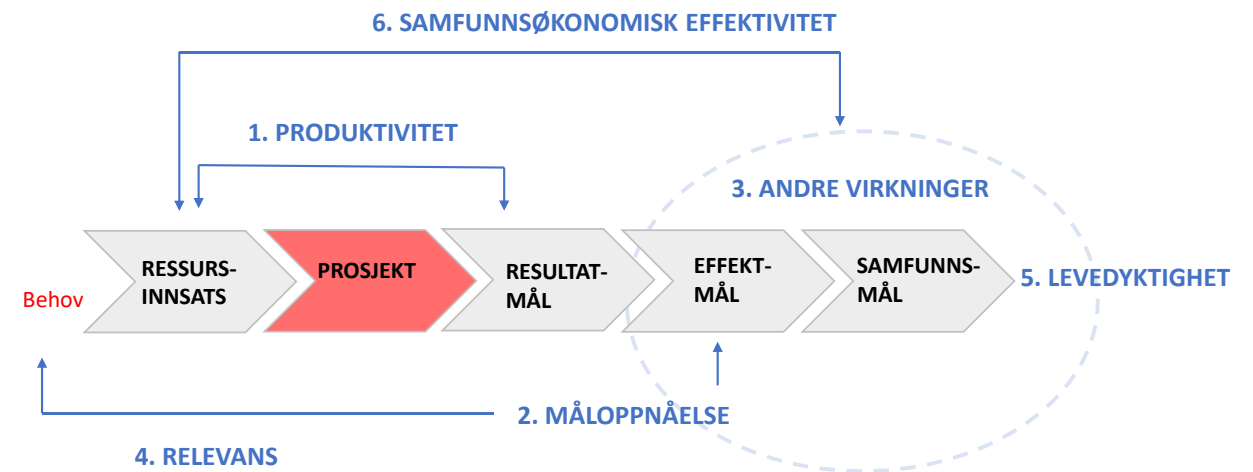 6. SAMFUNNSØKONOMISK EFFEKTIVITET
1. PRODUKTIVITET
3. ANDRE VIRKNINGER
Behov
RESSURS-
INNSATS
PROSJEKT
RESULTAT-
MÅL
EFFEKT-
MÅL
SAMFUNNS-
MÅL
5. LEVEDYKTIGHET
2. MÅLOPPNÅELSE
4. RELEVANS